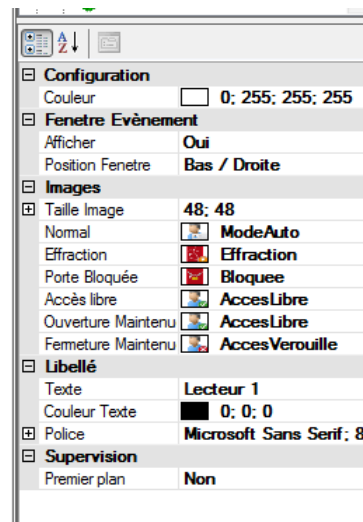 Configuration
Couleur 0; 255; 255; 255
Fenetre Evènement
Afficher Oui
Position Fenetre Bas / Droite
Images
Taille Image 48; 48
Normal ModeAuto
Effraction Effraction
Porte Bloquée Bloquee
Accès libre AccesLibre
Ouverture Maintenu AccesLibre
Fermeture Maintenu AccesVerouille
Libellé
Texte Lecteur 1
Couleur Texte 0; 0; 0
Police Microsoft Sans Serif; 8
Supervision
Premier plan Non